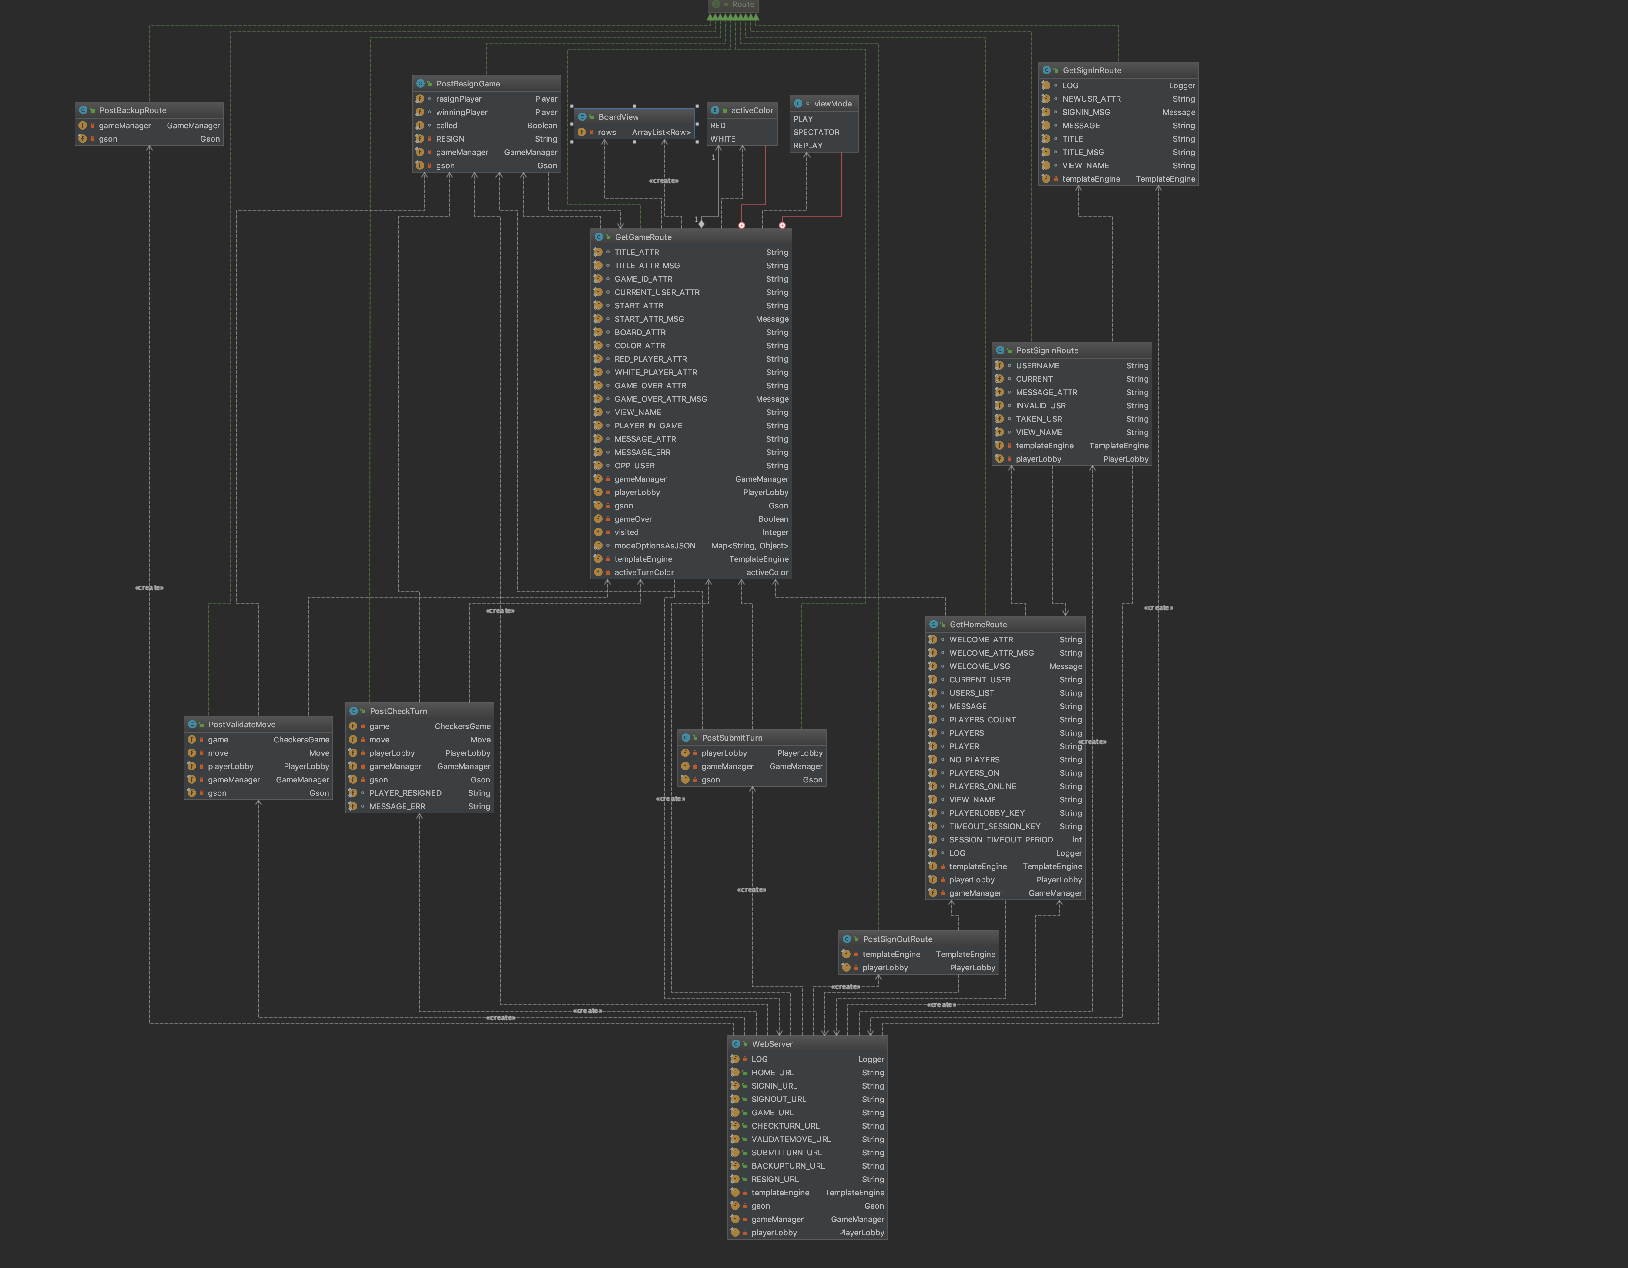 Route
PostBackupRoute
gameManager GameManager
gson Gson
PostResignGame
resignPlayer Player
winningPlayer Player
called Boolean
RESIGN String
gameManager GameManager
gson Gson
BoardView
rows ArrayList<Row>
activeColor
RED
WHITE
viewMode
PLAY
SPECTATOR
REPLAY
GetSignInRoute
LOG Logger
NEWUSR_ATTR String
SIGNIN_MSG Message
MESSAGE String
TITLE String
TITLE_MSG String
VIEW_NAME String
templateEngine TemplateEngine
1
«create»
1
GetGameRoute
TITLE_ATTR String
TITLE_ATTR_MSG String
GAME_ID_ATTR String
CURRENT_USER_ATTR String
START_ATTR String
START_ATTR_MSG Message
BOARD_ATTR String
COLOR_ATTR String
RED_PLAYER_ATTR String
WHITE_PLAYER_ATTR String
GAME_OVER_ATTR String
GAME_OVER_ATTR_MSG Message
VIEW_NAME String
PLAYER_IN_GAME String
MESSAGE_ATTR String
MESSAGE_ERR String
OPP_USER String
gameManager GameManager
playerLobby PlayerLobby
gson Gson
gameOver Boolean
visited Integer
modeOptionsAsJSON Map<String, Object>
templateEngine TemplateEngine
activeTurnColor activeColor
PostSignInRoute
USERNAME String
CURRENT String
MESSAGE_ATTR String
INVALID_USR String
TAKEN_USR String
VIEW_NAME String
templateEngine TemplateEngine
playerLobby PlayerLobby
«create»
«create»
«create»
GetHomeRoute
WELCOME_ATTR String
WELCOME_ATTR_MSG String
WELCOME_MSG Message
CURRENT_USER String
USERS_LIST String
MESSAGE String
PLAYERS_COUNT String
PLAYERS String
PLAYER String
NO_PLAYERS String
PLAYERS_ON String
PLAYERS_ONLINE String
VIEW_NAME String
PLAYERLOBBY_KEY String
TIMEOUT_SESSION_KEY String
SESSION_TIMEOUT_PERIOD int
LOG Logger
templateEngine TemplateEngine
playerLobby PlayerLobby
gameManager GameManager
«create»
PostValidateMove
game CheckersGame
move Move
playerLobby PlayerLobby
gameManager GameManager
gson Gson
PostCheckTurn
game CheckersGame
move Move
playerLobby PlayerLobby
gameManager GameManager
gson Gson
PLAYER_RESIGNED String
MESSAGE_ERR String
PostSubmitTurn
playerLobby PlayerLobby
gameManager GameManager
gson Gson
«create»
«create»
PostSignOutRoute
templateEngine TemplateEngine
playerLobby PlayerLobby
«create»
«create»
«create»
«create»
WebServer
LOG Logger
HOME_URL String
SIGNIN_URL String
SIGNOUT_URL String
GAME_URL String
CHECKTURN_URL String
VALIDATEMOVE_URL String
SUBMITTURN_URL String
BACKUPTURN_URL String
RESIGN_URL String
templateEngine TemplateEngine
gson Gson
gameManager GameManager
playerLobby PlayerLobby